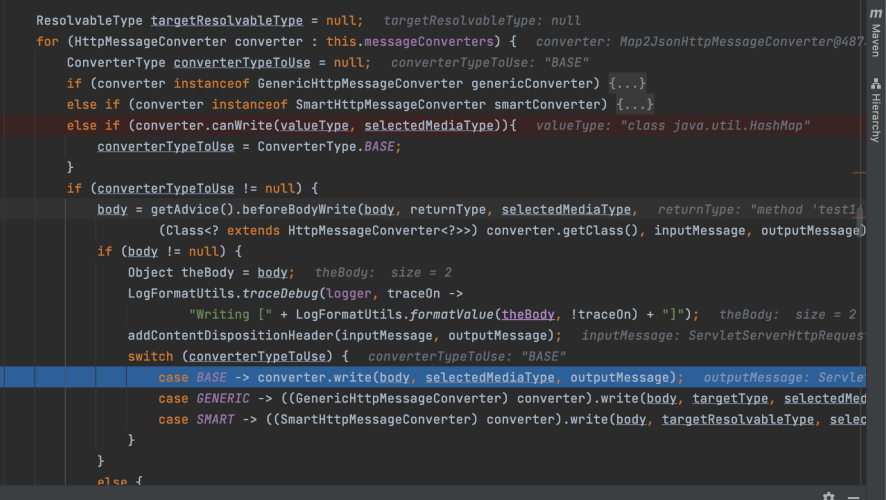 ResolvableType targetResolvableType = null;   targetResolvableType: null
for (HttpMessageConverter converter : this.messageConverters) {   converter: Map2JsonHttpMessageConverter@487
ConverterType converterTypeToUse = null;   converterTypeToUse: "BASE"
if (converter instanceof GenericHttpMessageConverter genericConverter) {...}
else if (converter instanceof SmartHttpMessageConverter smartConverter) {...}
else if (converter.canWrite(valueType, selectedMediaType)){   valueType: "class java.util.HashMap"
converterTypeToUse = ConverterType.BASE;
}
if (converterTypeToUse != null) {
body = getAdvice().beforeBodyWrite(body, returnType, selectedMediaType,   returnType: "method 'test1
(Class<? extends HttpMessageConverter<?>>) converter.getClass(), inputMessage, outputMessage)
if (body != null) {
Object theBody = body;   theBody:  size = 2
LogFormatUtils.traceDebug(logger, traceOn ->
"Writing [" + LogFormatUtils.formatValue(theBody, !traceOn) + "]");   theBody:  size = 2
addContentDispositionHeader(inputMessage, outputMessage);   inputMessage: ServletServerHttpReques
switch (converterTypeToUse) {   converterTypeToUse: "BASE"
case BASE -> converter.write(body, selectedMediaType, outputMessage);   outputMessage: Servle
case GENERIC -> ((GenericHttpMessageConverter) converter).write(body, targetType, selectedMed
case SMART -> ((SmartHttpMessageConverter) converter).write(body, targetResolvableType, selec
}
}
else {
m
Maven
Hierarchy